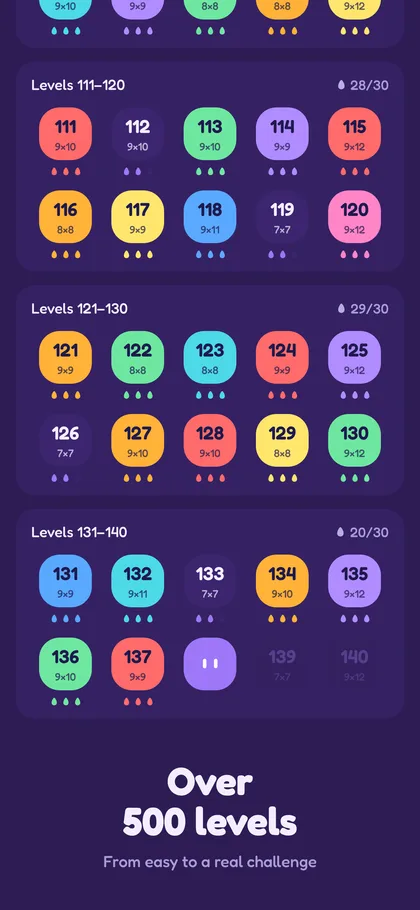 9×10 9×9 8×8 8×8 9×12
Levels 111–120 28/30
111 112 113 114 115
9×10 9×10 9×10 9×9 9×12
116 117 118 119 120
8×8 9×9 9×11 7×7 9×12
Levels 121–130 29/30
121 122 123 124 125
9×9 8×8 8×8 9×9 9×12
126 127 128 129 130
7×7 9×10 9×10 8×8 9×12
Levels 131–140 20/30
131 132 133 134 135
9×9 9×11 7×7 9×10 9×12
136 137 139 140
9×10 9×9 7×7 9×12
Over
500 levels
From easy to a real challenge